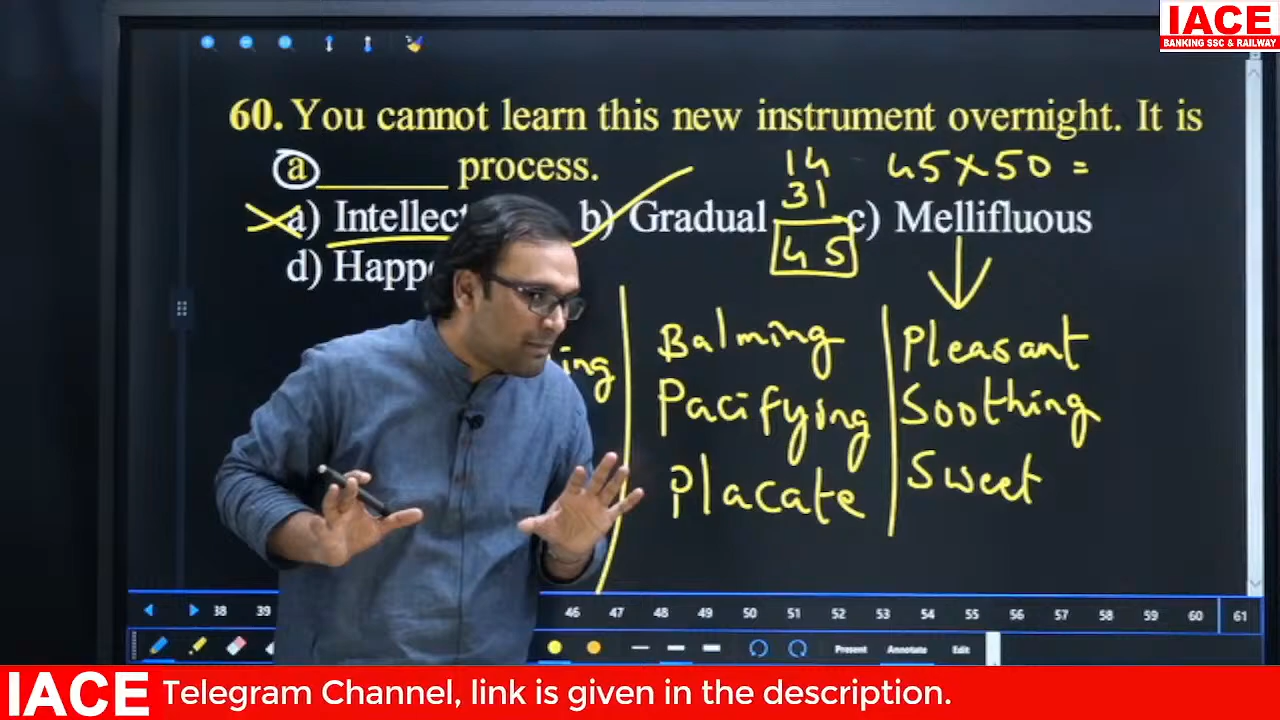 IACE
BANKING SSC & RAILWAY
60. You cannot learn this new instrument overnight. It is
a ______ process.
14 45×50 =
31
a) b) Gradual c) Mellifluous
45
d)
Balming Pleasant
Pacifying Soothing
Placate Sweet
38 39 46 47 48 49 50 51 52 53 54 55 56 57 58 59 60 61
Present Annotate Edit
IACE Telegram Channel, link is given in the description.